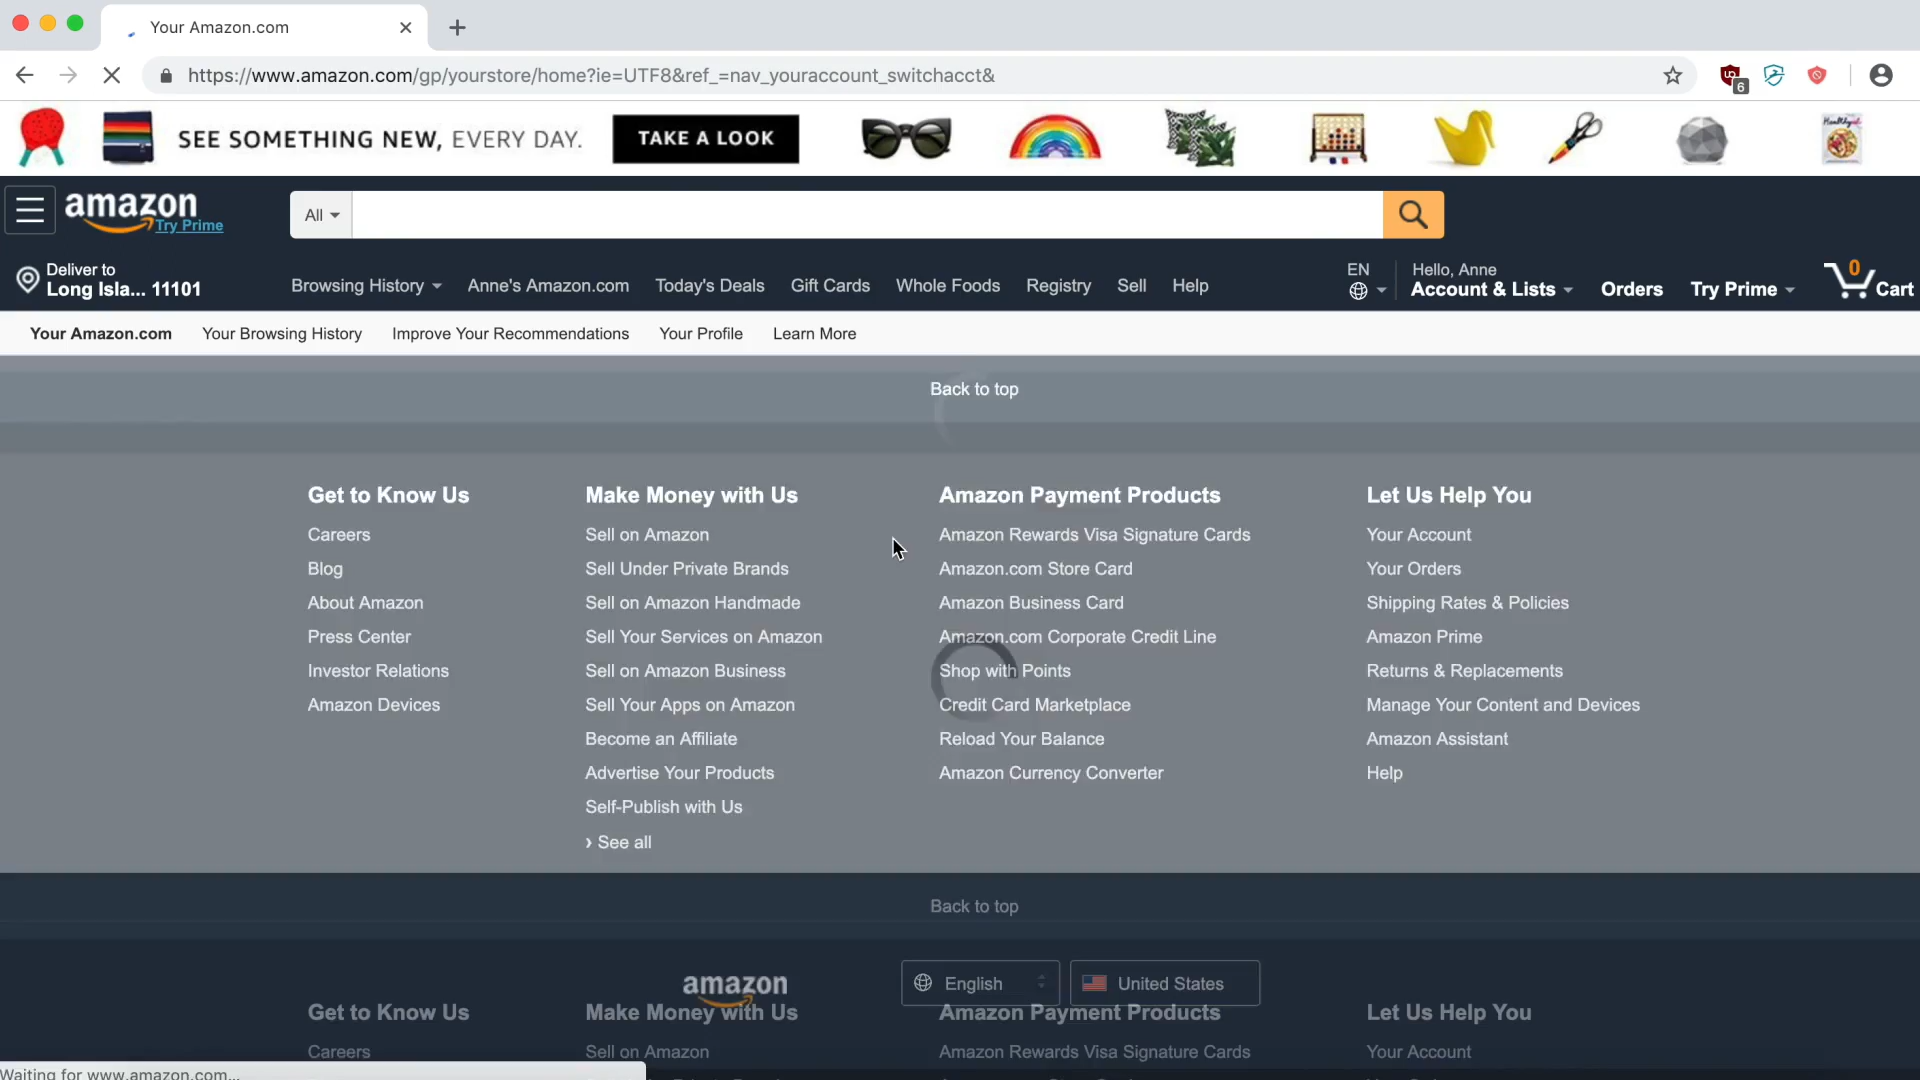 Your Amazon.com
https://www.amazon.com/gp/yourstore/home?ie=UTF8&ref_=nav_youraccount_switchacct&
6
SEE SOMETHING NEW, EVERY DAY.
TAKE A LOOK
amazon
Try Prime
All
Deliver to
Long Isla... 11101
Browsing History
Anne's Amazon.com
Today's Deals
Gift Cards
Whole Foods
Registry
Sell
Help
EN
Hello, Anne
Account & Lists
Orders
Try Prime
0
Cart
Your Amazon.com
Your Browsing History
Improve Your Recommendations
Your Profile
Learn More
Back to top
Get to Know Us
Careers
Blog
About Amazon
Press Center
Investor Relations
Amazon Devices
Make Money with Us
Sell on Amazon
Sell Under Private Brands
Sell on Amazon Handmade
Sell Your Services on Amazon
Sell on Amazon Business
Sell Your Apps on Amazon
Become an Affiliate
Advertise Your Products
Self-Publish with Us
› See all
Amazon Payment Products
Amazon Rewards Visa Signature Cards
Amazon.com Store Card
Amazon Business Card
Amazon.com Corporate Credit Line
Shop with Points
Credit Card Marketplace
Reload Your Balance
Amazon Currency Converter
Let Us Help You
Your Account
Your Orders
Shipping Rates & Policies
Amazon Prime
Returns & Replacements
Manage Your Content and Devices
Amazon Assistant
Help
Back to top
amazon
English
United States
Get to Know Us
Careers
Make Money with Us
Sell on Amazon
Amazon Payment Products
Amazon Rewards Visa Signature Cards
Let Us Help You
Your Account
Waiting for www.amazon.com...